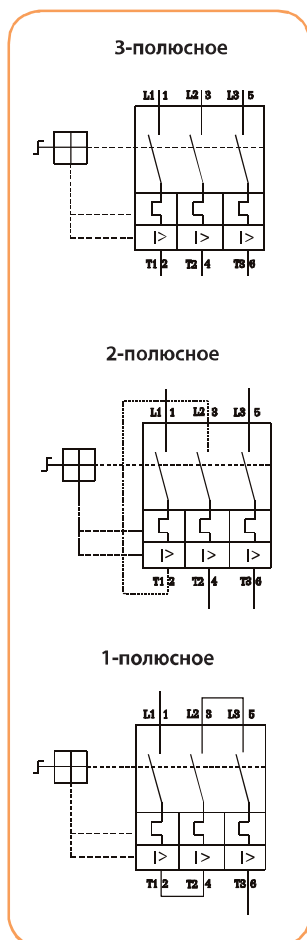 3-полюсное
L1 1 L2 3 L3 5
I> I> I>
T1 2 T2 4 T3 6
2-полюсное
L1 1 L2 3 L3 5
I> I> I>
T1 2 T2 4 T3 6
1-полюсное
L1 1 L2 3 L3 5
I> I> I>
T1 2 T2 4 T3 6